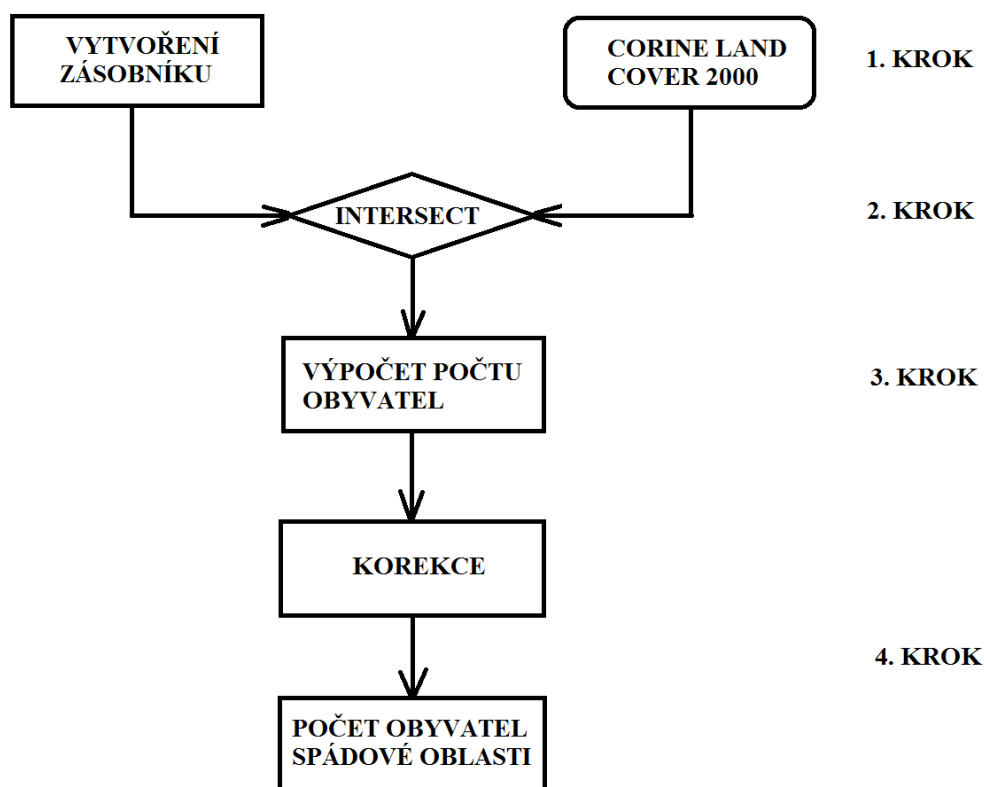 VYTVOŘENÍ
ZÁSOBNÍKU
CORINE LAND
COVER 2000
1. KROK
INTERSECT
2. KROK
VÝPOČET POČTU
OBYVATEL
3. KROK
KOREKCE
4. KROK
POČET OBYVATEL
SPÁDOVÉ OBLASTI